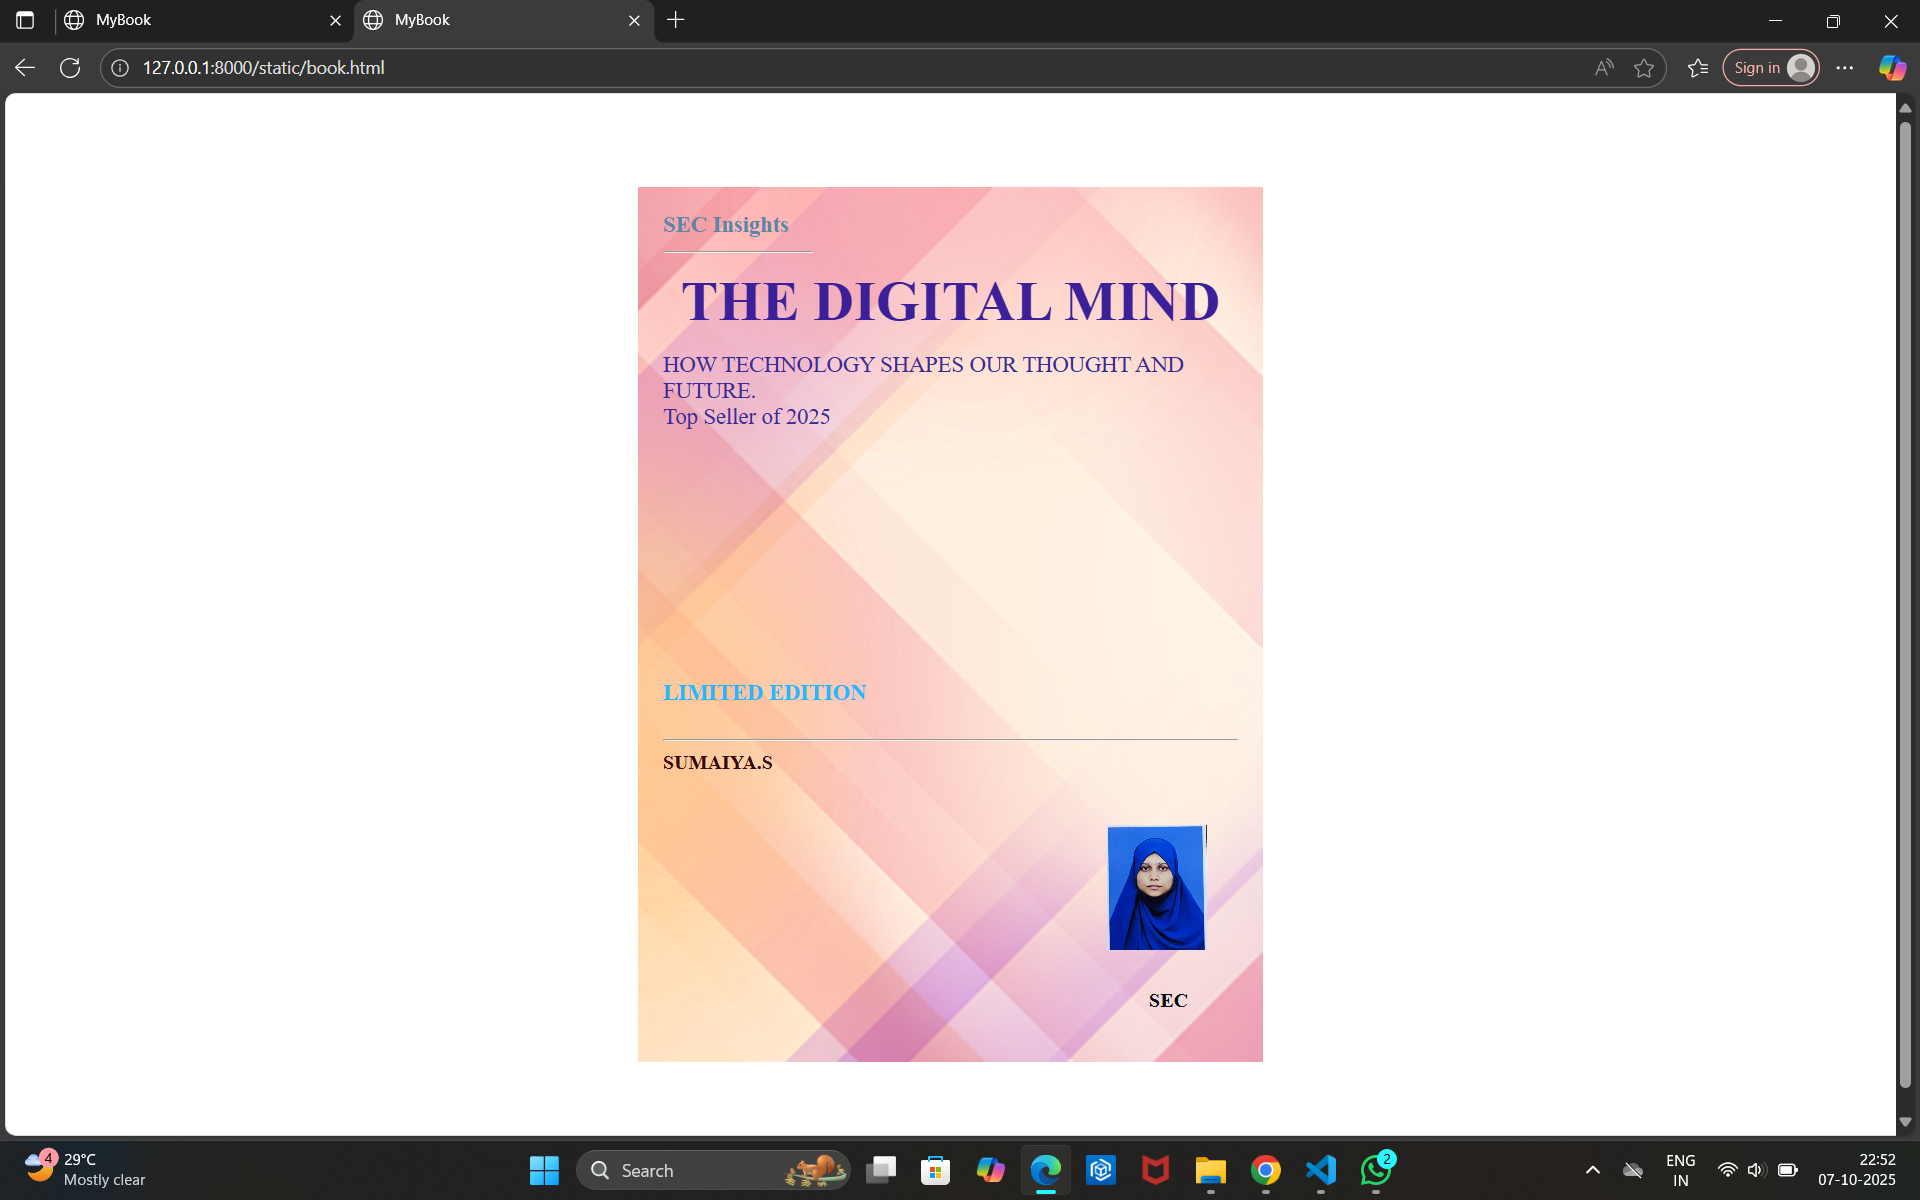 MyBook
MyBook
127.0.0.1:8000/static/book.html
Sign in
SEC Insights
THE DIGITAL MIND
HOW TECHNOLOGY SHAPES OUR THOUGHT AND
FUTURE.
Top Seller of 2025
LIMITED EDITION
SUMAIYA.S
SEC
4
29°C
Mostly clear
Search
2
ENG
IN
22:52
07-10-2025